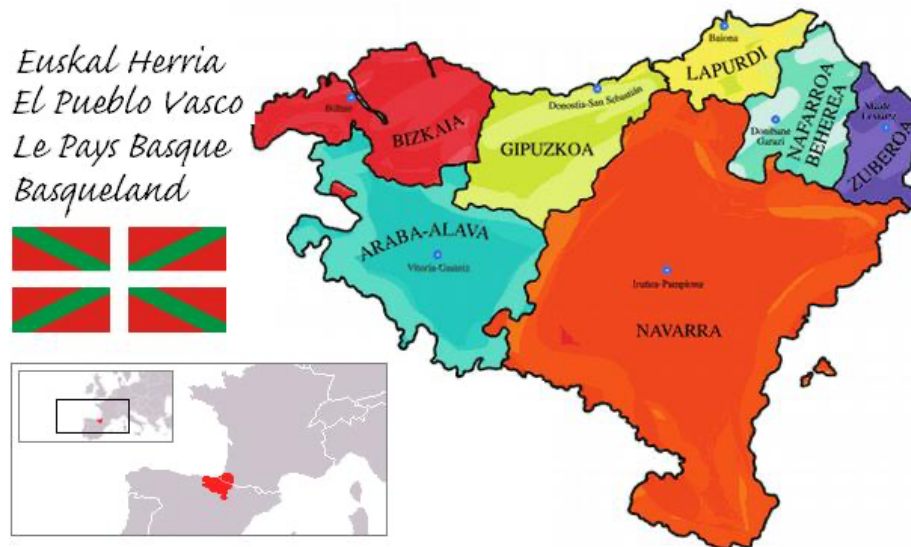 Euskal Herria
El Pueblo Vasco
Le Pays Basque
Basqueland
Baiona
LAPURDI
Bilbao
BIZKAIA
Donostia-San Sebastián
GIPUZKOA
Donibane
Garazi
NAFARROA
BEHEREA
ZUBEROA
ARABA-ALAVA
Vitoria-Gasteiz
Iruñea-Pamplona
NAVARRA